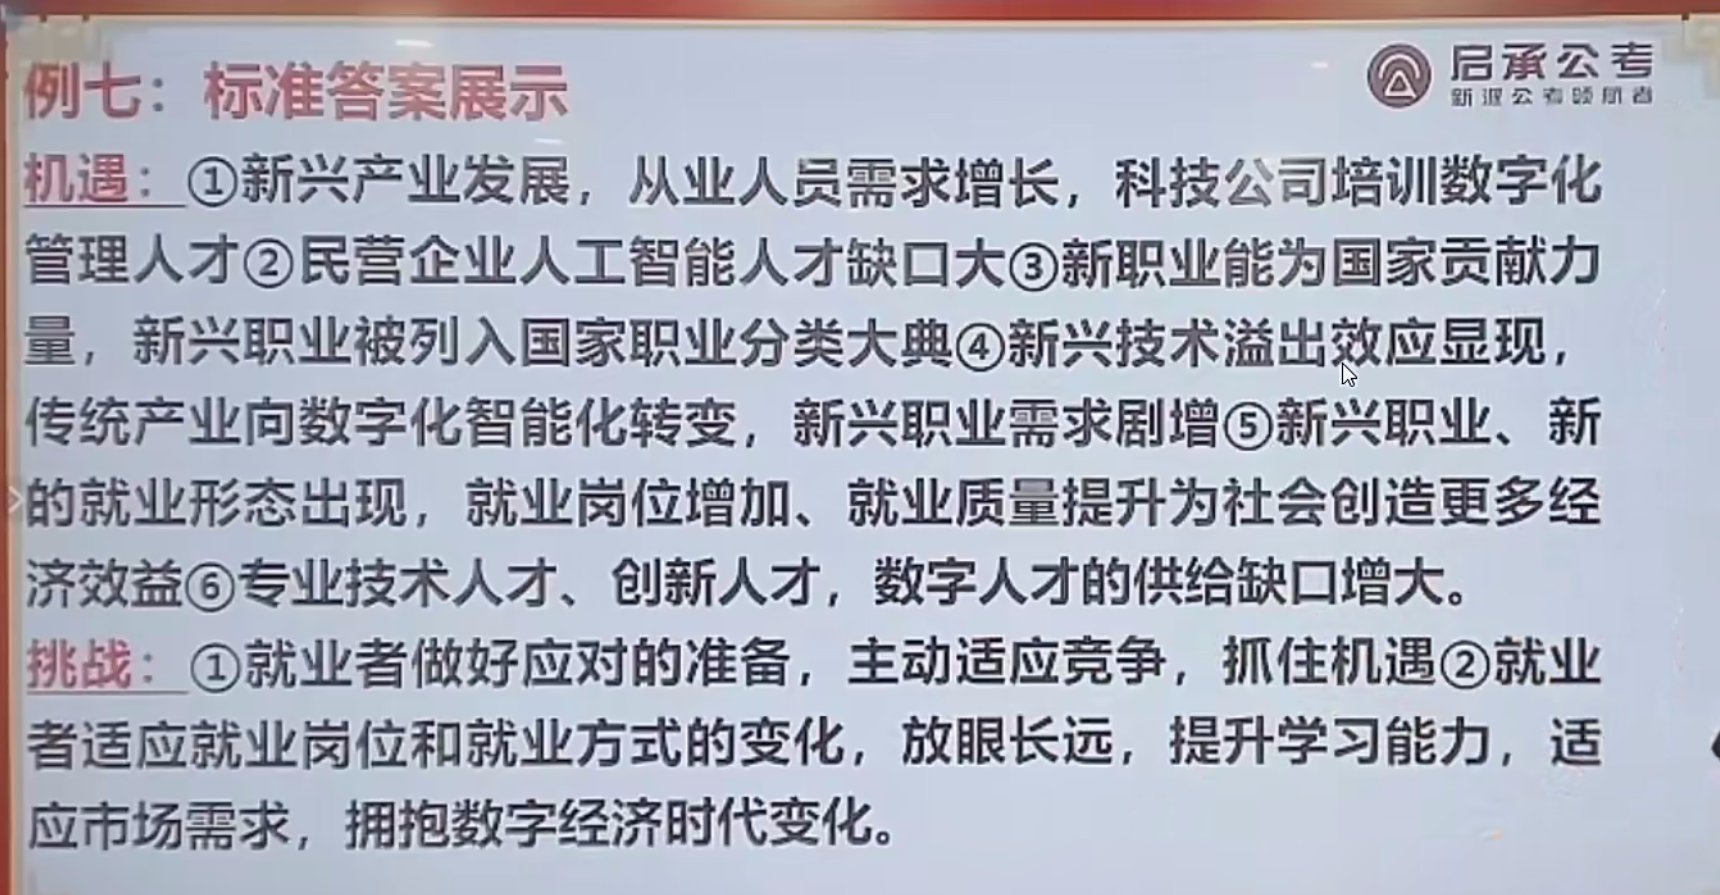 例七：标准答案展示
启承公考
新派公考领航者
机遇：①新兴产业发展，从业人员需求增长，科技公司培训数字化
管理人才②民营企业人工智能人才缺口大③新职业能为国家贡献力
量，新兴职业被列入国家职业分类大典④新兴技术溢出效应显现，
传统产业向数字化智能化转变，新兴职业需求剧增⑤新兴职业、新
的就业形态出现，就业岗位增加、就业质量提升为社会创造更多经
济效益⑥专业技术人才、创新人才，数字人才的供给缺口增大。
挑战：①就业者做好应对的准备，主动适应竞争，抓住机遇②就业
者适应就业岗位和就业方式的变化，放眼长远，提升学习能力，适
应市场需求，拥抱数字经济时代变化。